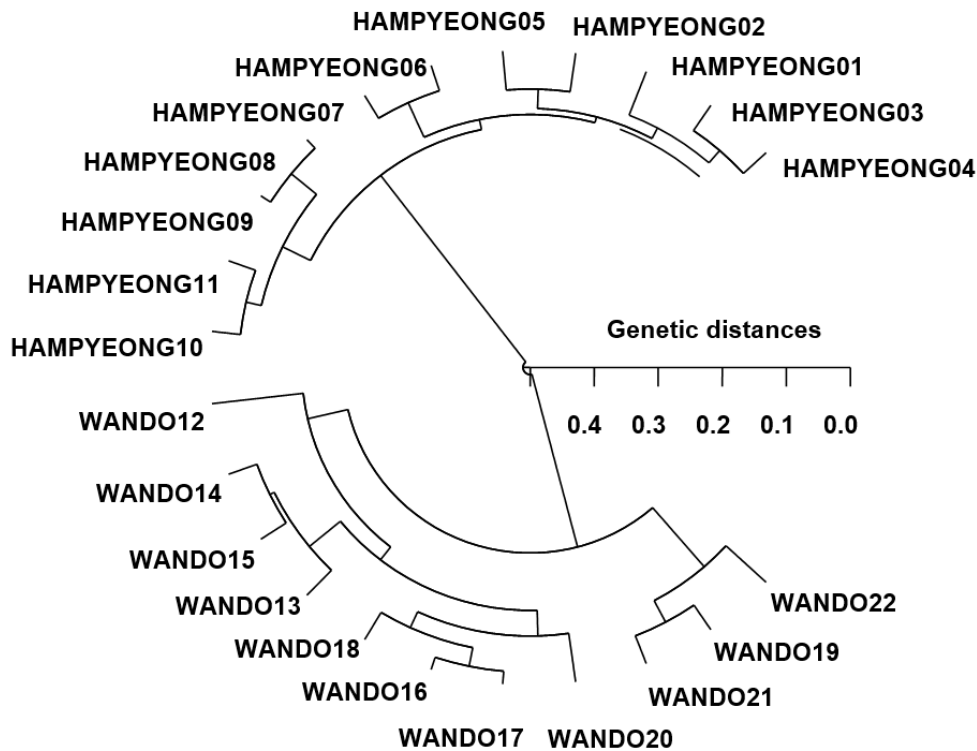 HAMPYEONG05
HAMPYEONG02
HAMPYEONG06
HAMPYEONG01
HAMPYEONG07
HAMPYEONG03
HAMPYEONG08
HAMPYEONG04
HAMPYEONG09
HAMPYEONG11
HAMPYEONG10
Genetic distances
0.4 0.3 0.2 0.1 0.0
WANDO12
WANDO14
WANDO15
WANDO13
WANDO22
WANDO18
WANDO19
WANDO16
WANDO21
WANDO17
WANDO20